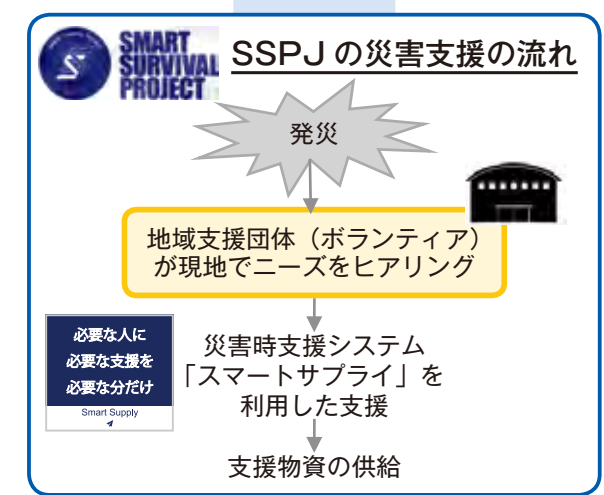 SMART
SURVIVAL
PROJECT
S
SSPJの災害支援の流れ
発災
地域支援団体（ボランティア）
が現地でニーズをヒアリング
必要な人に
必要な支援を
必要な分だけ
Smart Supply
災害時支援システム
「スマートサプライ」を
利用した支援
支援物資の供給